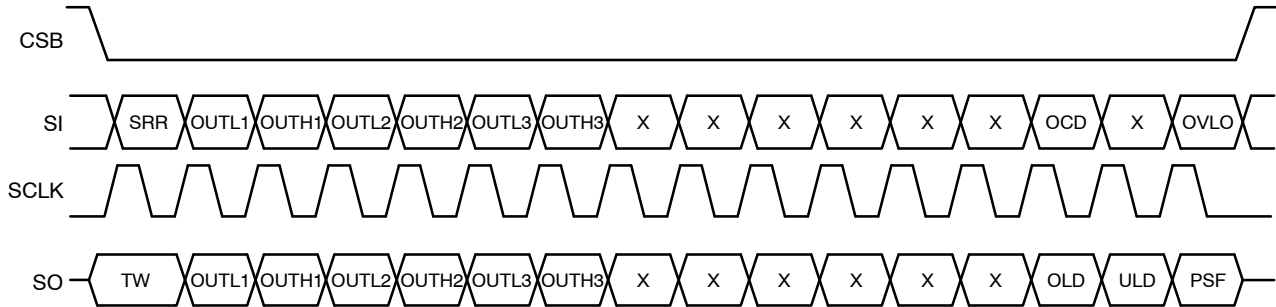 CSB
SI SRR OUTL1 OUTH1 OUTL2 OUTH2 OUTL3 OUTH3 X X X X X X OCD X OVLO
SCLK
SO TW OUTL1 OUTH1 OUTL2 OUTH2 OUTL3 OUTH3 X X X X X X OLD ULD PSF